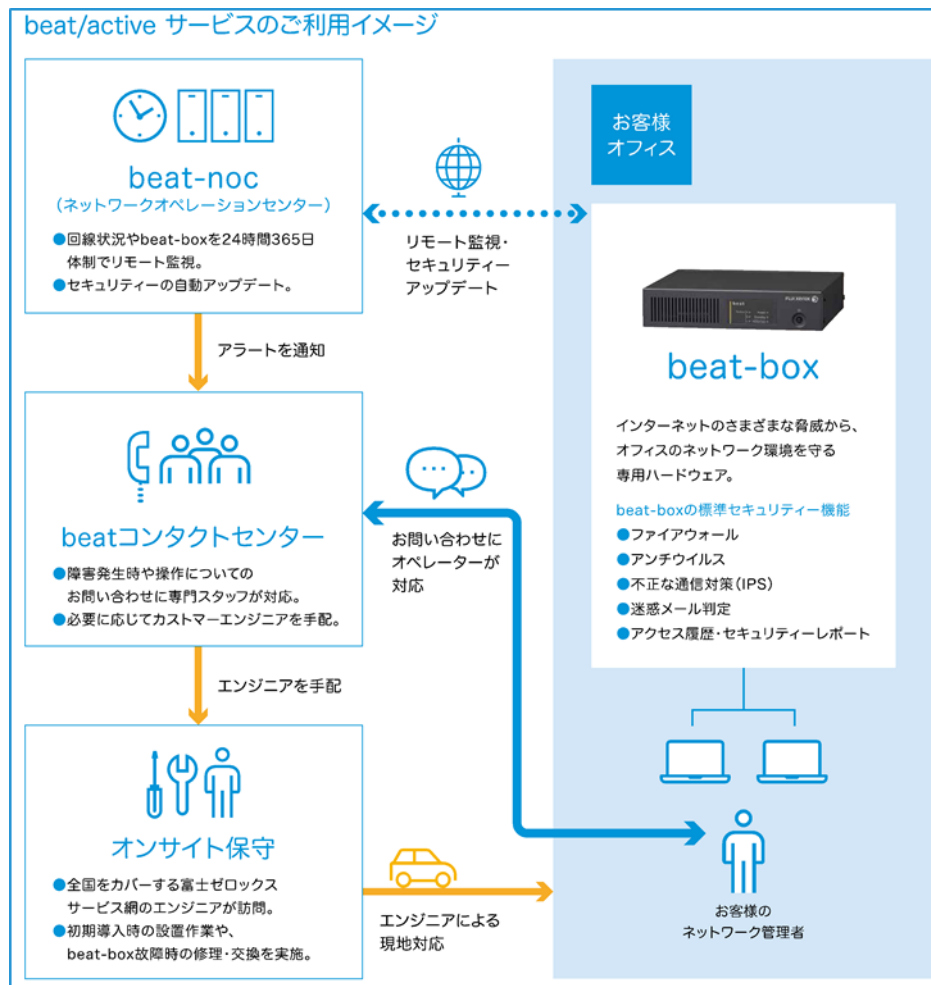 beat/active サービスのご利用イメージ
beat-noc
（ネットワークオペレーションセンター）
●回線状況やbeat-boxを24時間365日
体制でリモート監視。
●セキュリティーの自動アップデート。
リモート監視・
セキュリティー
アップデート
お客様
オフィス
FUJI XEROX
beat-box
インターネットのさまざまな脅威から、
オフィスのネットワーク環境を守る
専用ハードウェア。
beat-boxの標準セキュリティー機能
●ファイアウォール
●アンチウイルス
●不正な通信対策（IPS）
●迷惑メール判定
●アクセス履歴・セキュリティーレポート
アラートを通知
beatコンタクトセンター
●障害発生時や操作についての
お問い合わせに専門スタッフが対応。
●必要に応じてカストマーエンジニアを手配。
お問い合わせに
オペレーターが
対応
エンジニアを手配
オンサイト保守
●全国をカバーする富士ゼロックス
サービス網のエンジニアが訪問。
●初期導入時の設置作業や、
beat-box故障時の修理・交換を実施。
エンジニアによる
現地対応
お客様の
ネットワーク管理者